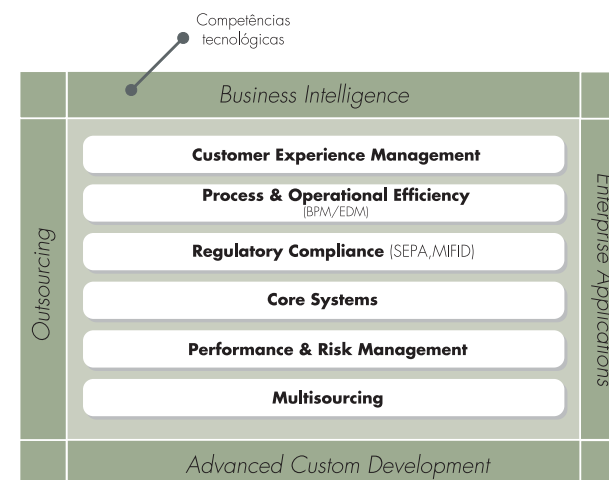 Competências
tecnológicas
Business Intelligence
Outsourcing
Customer Experience Management
Process & Operational Efficiency
(BPM/EDM)
Regulatory Compliance (SEPA,MIFID)
Core Systems
Performance & Risk Management
Multisourcing
Enterprise Applications
Advanced Custom Development